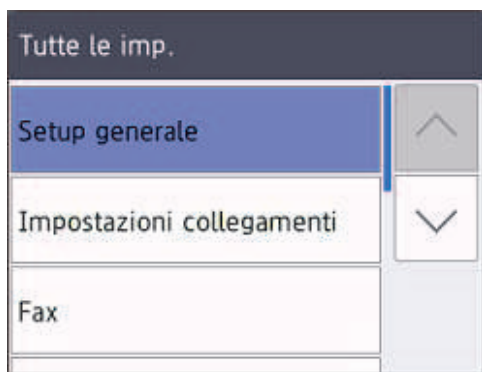 Tutte le imp.
Setup generale
Impostazioni collegamenti
Fax